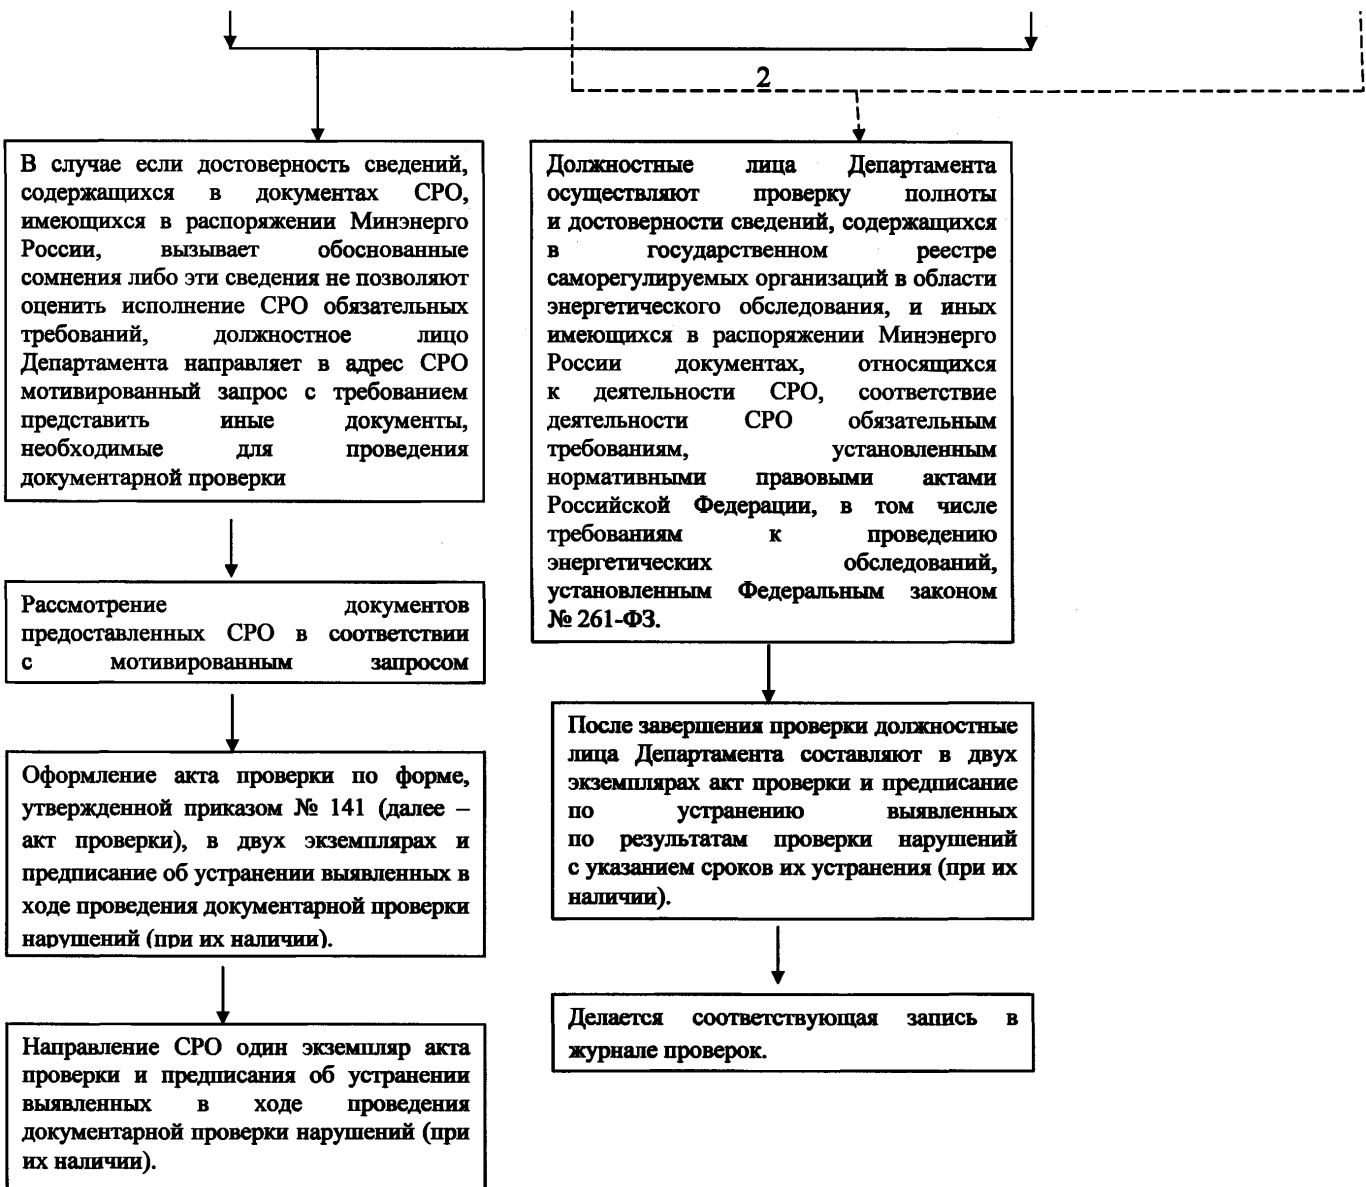 2
В случае если достоверность сведений,
содержащихся в документах СРО,
имеющихся в распоряжении Минэнерго
России, вызывает обоснованные
сомнения либо эти сведения не позволяют
оценить исполнение СРО обязательных
требований, должностное лицо
Департамента направляет в адрес СРО
мотивированный запрос с требованием
представить иные документы,
необходимые для проведения
документарной проверки
Рассмотрение документов
предоставленных СРО в соответствии
с мотивированным запросом
Оформление акта проверки по форме,
утвержденной приказом № 141 (далее –
акт проверки), в двух экземплярах и
предписание об устранении выявленных в
ходе проведения документарной проверки
нарушений (при их наличии).
Направление СРО один экземпляр акта
проверки и предписания об устранении
выявленных в ходе проведения
документарной проверки нарушений (при
их наличии).
Должностные лица Департамента
осуществляют проверку полноты
и достоверности сведений, содержащихся
в государственном реестре
саморегулируемых организаций в области
энергетического обследования, и иных
имеющихся в распоряжении Минэнерго
России документах, относящихся
к деятельности СРО, соответствие
деятельности СРО обязательным
требованиям, установленным
нормативными правовыми актами
Российской Федерации, в том числе
требованиям к проведению
энергетических обследований,
установленным Федеральным законом
№ 261-ФЗ.
После завершения проверки должностные
лица Департамента составляют в двух
экземплярах акт проверки и предписание
по устранению выявленных
по результатам проверки нарушений
с указанием сроков их устранения (при их
наличии).
Делается соответствующая запись в
журнале проверок.